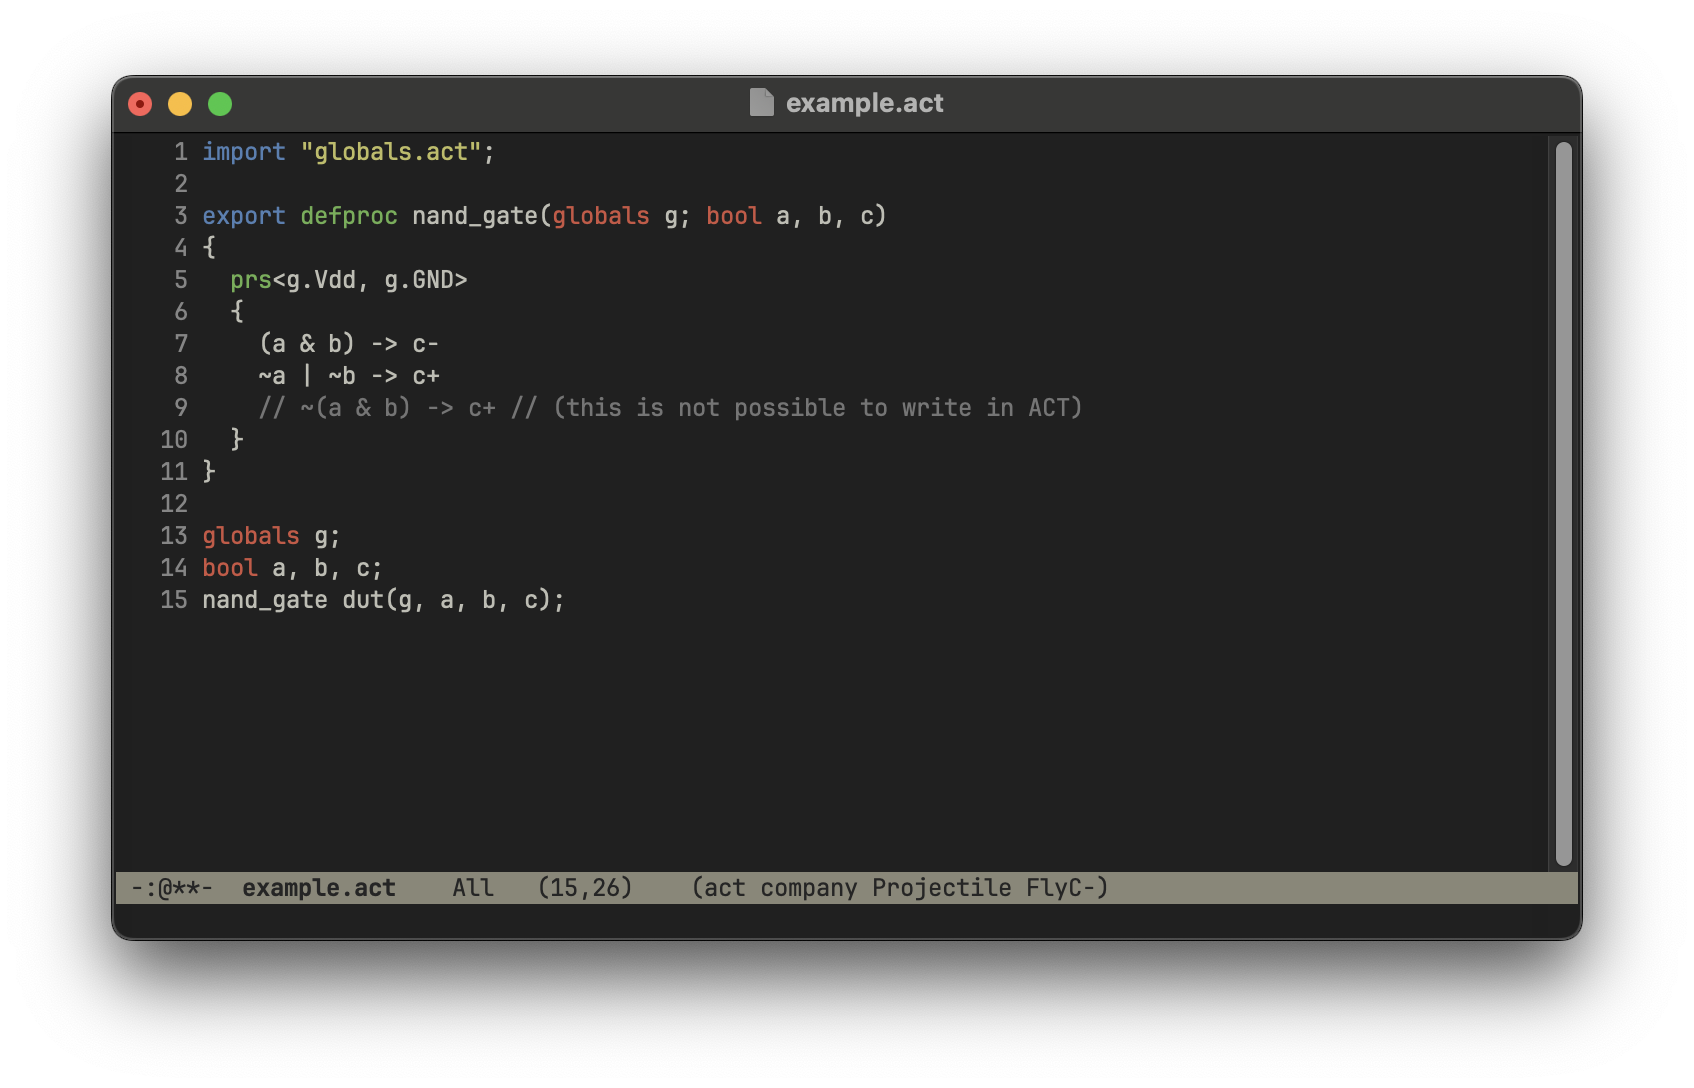 example.act
1 import "globals.act";
2
3 export defproc nand_gate(globals g; bool a, b, c)
4 {
5   prs<g.Vdd, g.GND>
6   {
7     (a & b) -> c-
8     ~a | ~b -> c+
9     // ~(a & b) -> c+ // (this is not possible to write in ACT)
10   }
11 }
12
13 globals g;
14 bool a, b, c;
15 nand_gate dut(g, a, b, c);
-:@**-  example.act    All   (15,26)    (act company Projectile FlyC-)